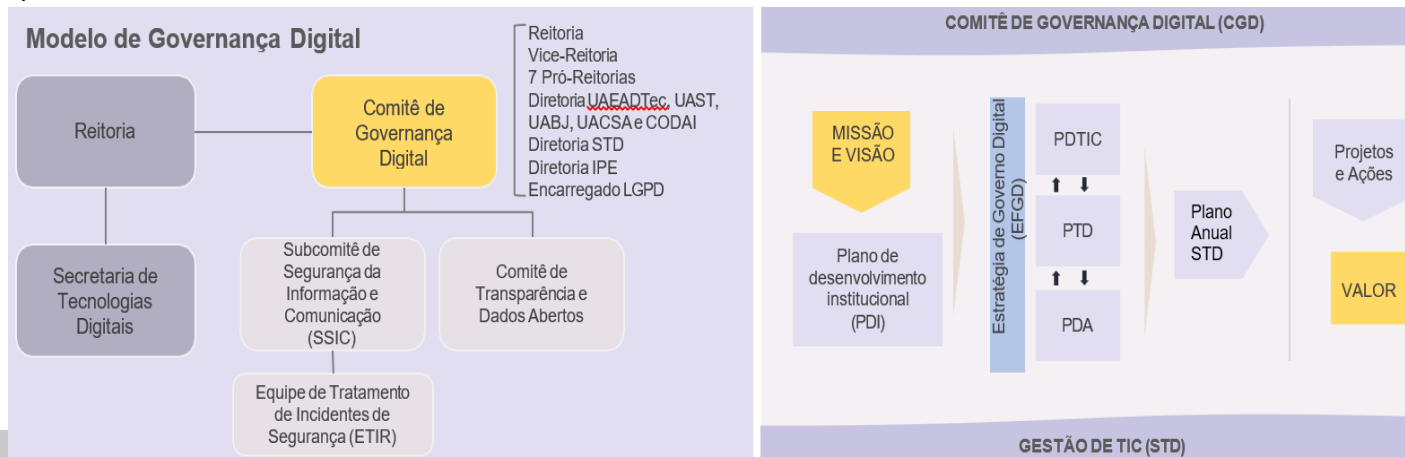 Modelo de Governança Digital
Reitoria
Comitê de
Governança
Digital
Reitoria
Vice-Reitoria
7 Pró-Reitorias
Diretoria UAEADTec, UAST,
UABJ, UACSA e CODAI
Diretoria STD
Diretoria IPE
Encarregado LGPD
Secretaria de
Tecnologias
Digitais
Subcomitê de
Segurança da
Informação e
Comunicação
(SSIC)
Comitê de
Transparência e
Dados Abertos
Equipe de Tratamento
de Incidentes de
Segurança (ETIR)
COMITÊ DE GOVERNANÇA DIGITAL (CGD)
MISSÃO
E VISÃO
Plano de
desenvolvimento
institucional
(PDI)
Estratégia de Governo Digital
(EFGD)
PDTIC
PTD
PDA
Plano
Anual
STD
Projetos
e Ações
VALOR
GESTÃO DE TIC (STD)